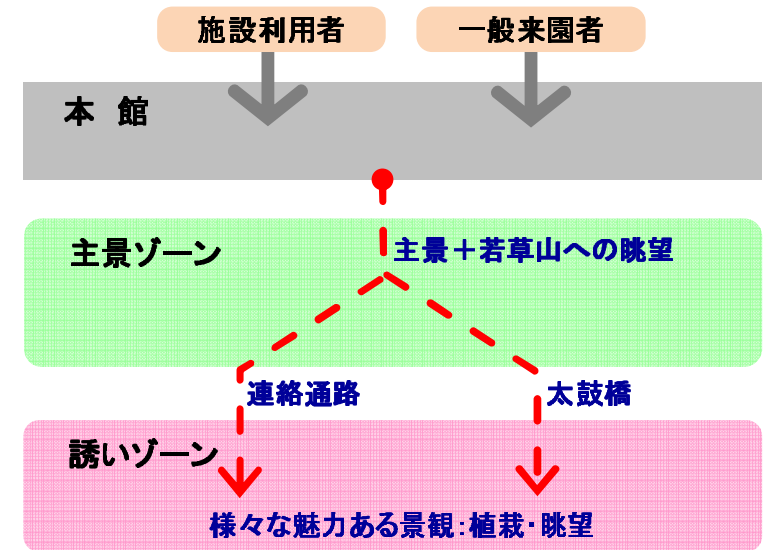 施設利用者
一般来園者
本 館
主景ゾーン
主景＋若草山への眺望
連絡通路
太鼓橋
誘いゾーン
様々な魅力ある景観：植栽・眺望